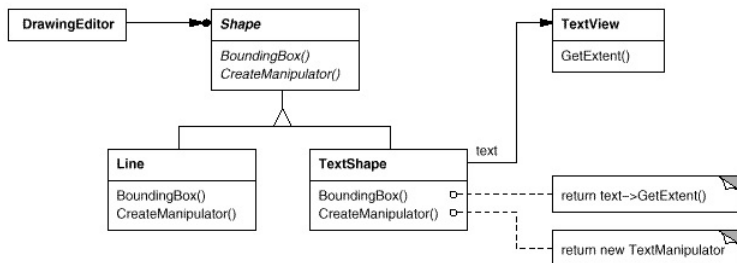 DrawingEditor
Shape
BoundingBox()
CreateManipulator()
TextView
GetExtent()
Line
BoundingBox()
CreateManipulator()
TextShape
BoundingBox()
CreateManipulator()
text
return text->GetExtent()
return new TextManipulator